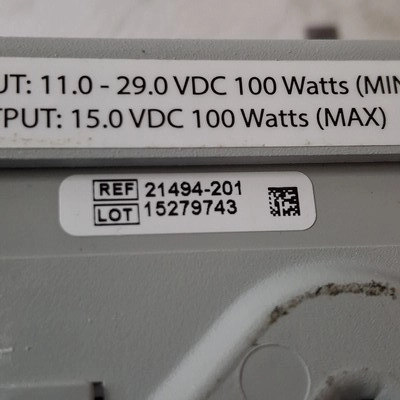 UT: 11.0 - 29.0 VDC 100 Watts (MIN
TPUT: 15.0 VDC 100 Watts (MAX)
REF 21494-201
LOT 15279743